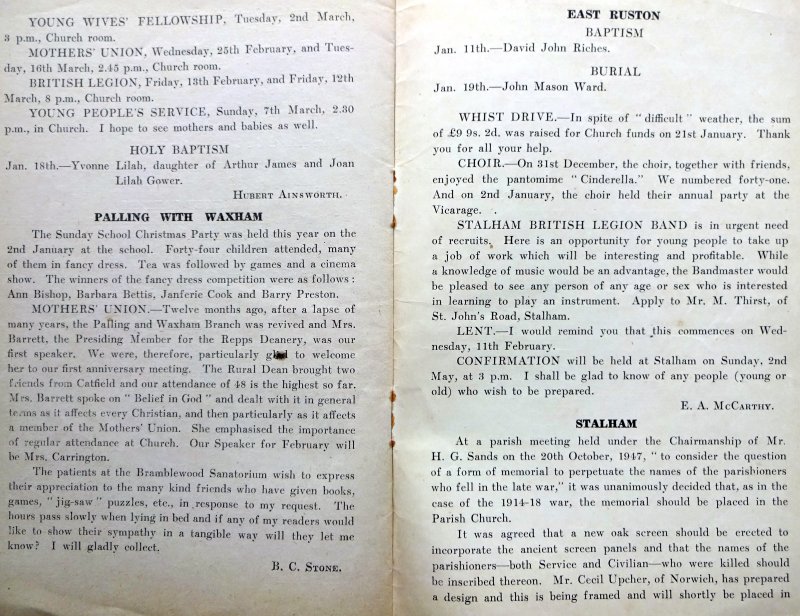 YOUNG WIVES' FELLOWSHIP, Tuesday, 2nd March,
3 p.m., Church room.
MOTHERS' UNION, Wednesday, 25th February, and Tues-
day, 16th March, 2.45 p.m., Church room.
BRITISH LEGION, Friday, 13th February, and Friday, 12th
March, 8 p.m., Church room.
YOUNG PEOPLE'S SERVICE, Sunday, 7th March, 2.30
p.m., in Church. I hope to see mothers and babies as well.
HOLY BAPTISM
Jan. 18th.—Yvonne Lilah, daughter of Arthur James and Joan
Lilah Gower.
HUBERT AINSWORTH.
PALLING WITH WAXHAM
The Sunday School Christmas Party was held this year on the
2nd January at the school. Forty-four children attended, many
of them in fancy dress. Tea was followed by games and a cinema
show. The winners of the fancy dress competition were as follows :
Ann Bishop, Barbara Bettis, Janferie Cook and Barry Preston.
MOTHERS' UNION.—Twelve months ago, after a lapse of
many years, the Palling and Waxham Branch was revived and Mrs.
Barrett, the Presiding Member for the Repps Deanery, was our
first speaker. We were, therefore, particularly glad to welcome
her to our first anniversary meeting. The Rural Dean brought two
friends from Catfield and our attendance of 48 is the highest so far.
Mrs. Barrett spoke on " Belief in God " and dealt with it in general
terms as it affects every Christian, and then particularly as it affects
a member of the Mothers' Union. She emphasised the importance
of regular attendance at Church. Our Speaker for February will
be Mrs. Carrington.
The patients at the Bramblewood Sanatorium wish to express
their appreciation to the many kind friends who have given books,
games, " jig-saw " puzzles, etc., in response to my request. The
hours pass slowly when lying in bed and if any of my readers would
like to show their sympathy in a tangible way will they let me
know? I will gladly collect.
B. C. STONE.
EAST RUSTON
BAPTISM
Jan. 11th.—David John Riches.
BURIAL
Jan. 19th.—John Mason Ward.
WHIST DRIVE.—In spite of " difficult " weather, the sum
of £9 9s. 2d. was raised for Church funds on 21st January. Thank
you for all your help.
CHOIR.—On 31st December, the choir, together with friends,
enjoyed the pantomime " Cinderella." We numbered forty-one.
And on 2nd January, the choir held their annual party at the
Vicarage. .
STALHAM BRITISH LEGION BAND is in urgent need
of recruits. Here is an opportunity for young people to take up
a job of work which will be interesting and profitable. While
a knowledge of music would be an advantage, the Bandmaster would
be pleased to see any person of any age or sex who is interested
in learning to play an instrument. Apply to Mr. M. Thirst, of
St. John's Road, Stalham.
LENT.—I would remind you that this commences on Wed-
nesday, 11th February.
CONFIRMATION will be held at Stalham on Sunday, 2nd
May, at 3 p.m. I shall be glad to know of any people (young or
old) who wish to be prepared.
E. A. MCCARTHY.
STALHAM
At a parish meeting held under the Chairmanship of Mr.
H. G. Sands on the 20th October, 1947, " to consider the question
of a form of memorial to perpetuate the names of the parishioners
who fell in the late war," it was unanimously decided that, as in the
case of the 1914-18 war, the memorial should be placed in the
Parish Church.
It was agreed that a new oak screen should be erected to
incorporate the ancient screen panels and that the names of the
parishioners—both Service and Civilian—who were killed should
be inscribed thereon. Mr. Cecil Upcher, of Norwich, has prepared
a design and this is being framed and will shortly be placed in